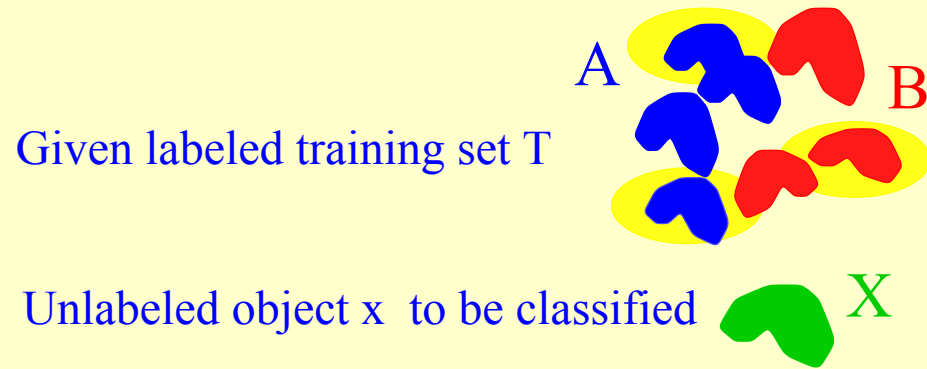 A
B
Given labeled training set T
Unlabeled object x to be classified
X